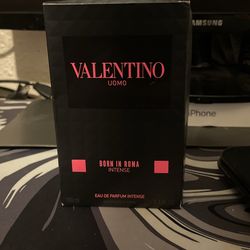 SAMSUNG
VALENTINO
UOMO
iPhone
BORN IN ROMA
INTENSE
EAU DE PARFUM INTENSE